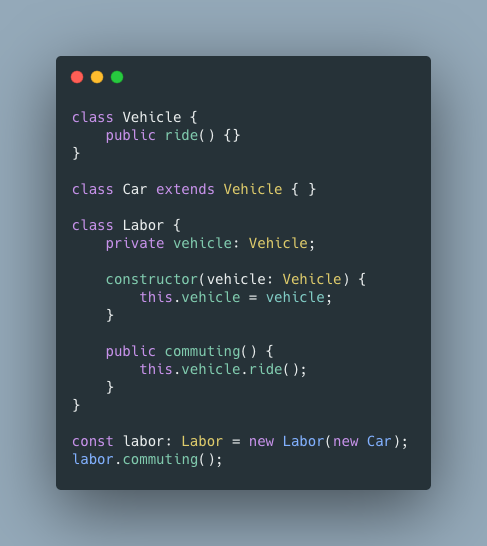 class Vehicle {
    public ride() {}
}

class Car extends Vehicle { }

class Labor {
    private vehicle: Vehicle;

    constructor(vehicle: Vehicle) {
        this.vehicle = vehicle;
    }

    public commuting() {
        this.vehicle.ride();
    }
}

const labor: Labor = new Labor(new Car);
labor.commuting();